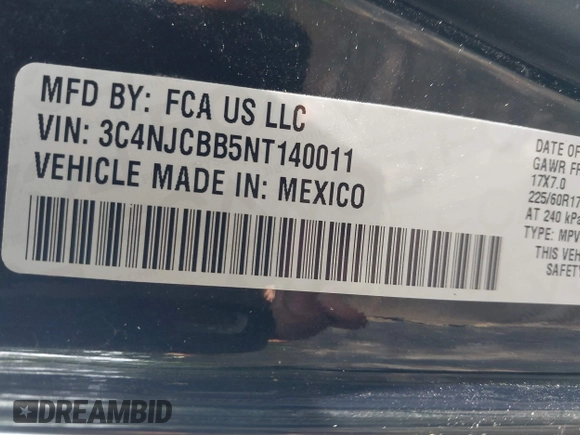 MFD BY: FCA US LLC
VIN: 3C4NJCBB5NT140011
VEHICLE MADE IN: MEXICO
DATE OF
GAWR FR
17X7.0
225/60R17
AT 240 kPa
TYPE: MPV
THIS VEH
SAFETY
DREAMBID